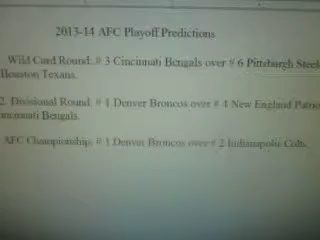 2013-14 AFC Playoff Predictions
Wild Card Round: # 3 Cincinnati Bengals over # 6 Pittsburgh Steel
Houston Texans.
2. Divisional Round: # 1 Denver Broncos over # 4 New England Patrio
incinnati Bengals.
AFC Championship: # 1 Denver Broncos over # 2 Indianapolis Colts.